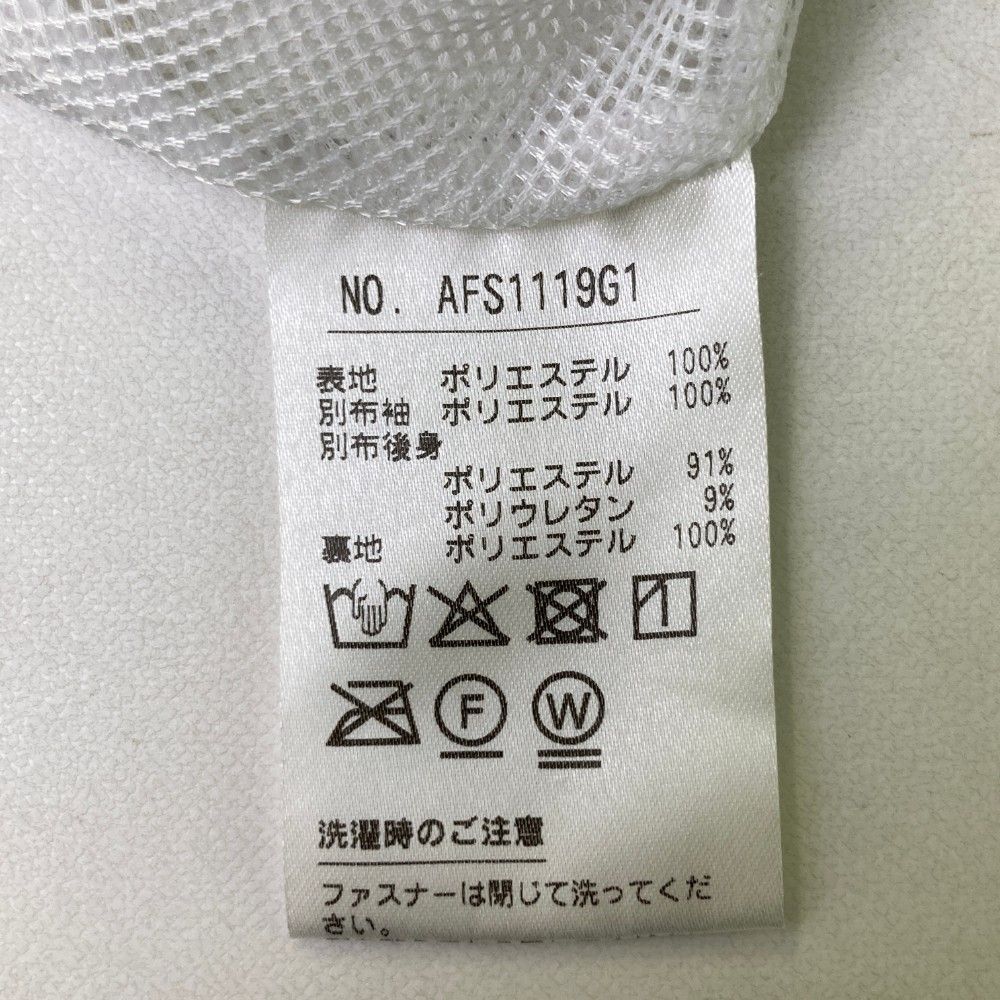 NO. AFS1119G1
表地 ポリエステル 100%
別布袖 ポリエステル 100%
別布後身
ポリエステル 91%
ポリウレタン 9%
裏地 ポリエステル 100%
F W
洗濯時のご注意
ファスナーは閉じて洗ってくだ
さい。